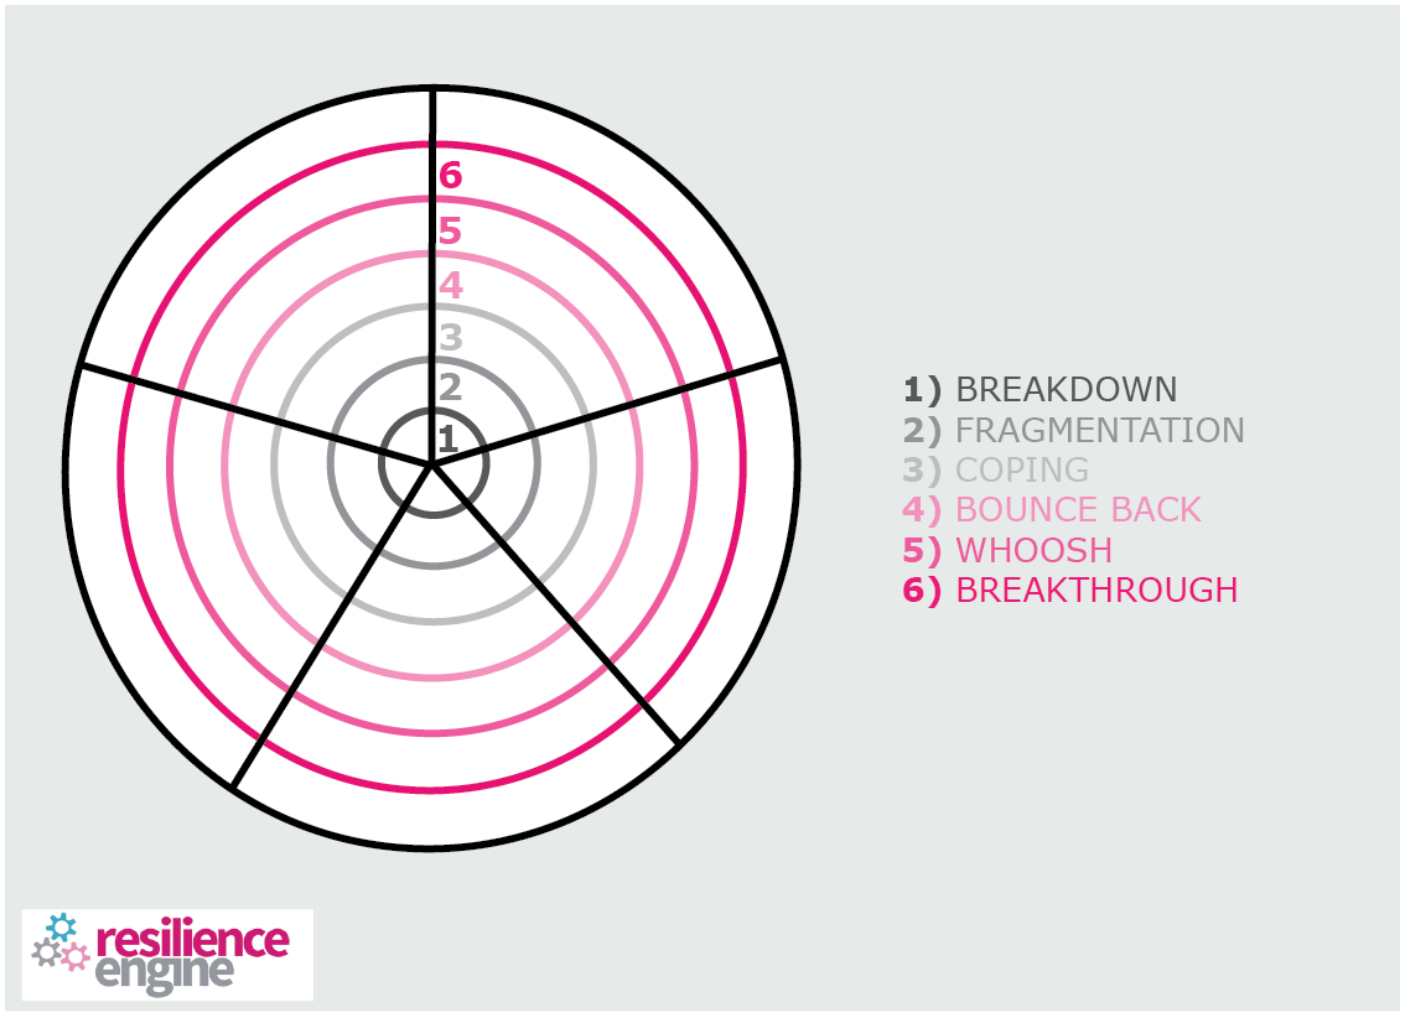 6
5
4
3
2
1
1) BREAKDOWN
2) FRAGMENTATION
3) COPING
4) BOUNCE BACK
5) WHOOSH
6) BREAKTHROUGH
resilience
engine